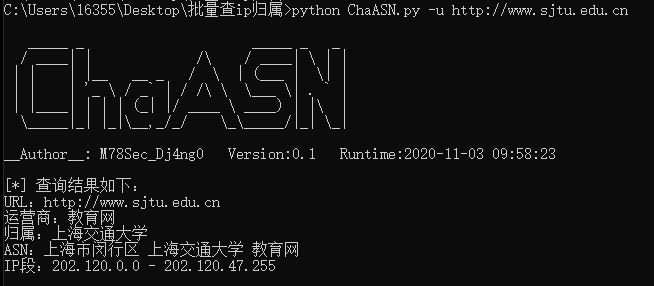 C:\Users\16355\Desktop\批量查ip归属>python ChaASN.py -u http://www.sjtu.edu.cn
ChaASN
__Author__: M78Sec_Dj4ng0 Version:0.1 Runtime:2020-11-03 09:58:23
[*] 查询结果如下:
URL: http://www.sjtu.edu.cn
运营商: 教育网
归属: 上海交通大学
ASN: 上海市闵行区 上海交通大学 教育网
IP段: 202.120.0.0 - 202.120.47.255